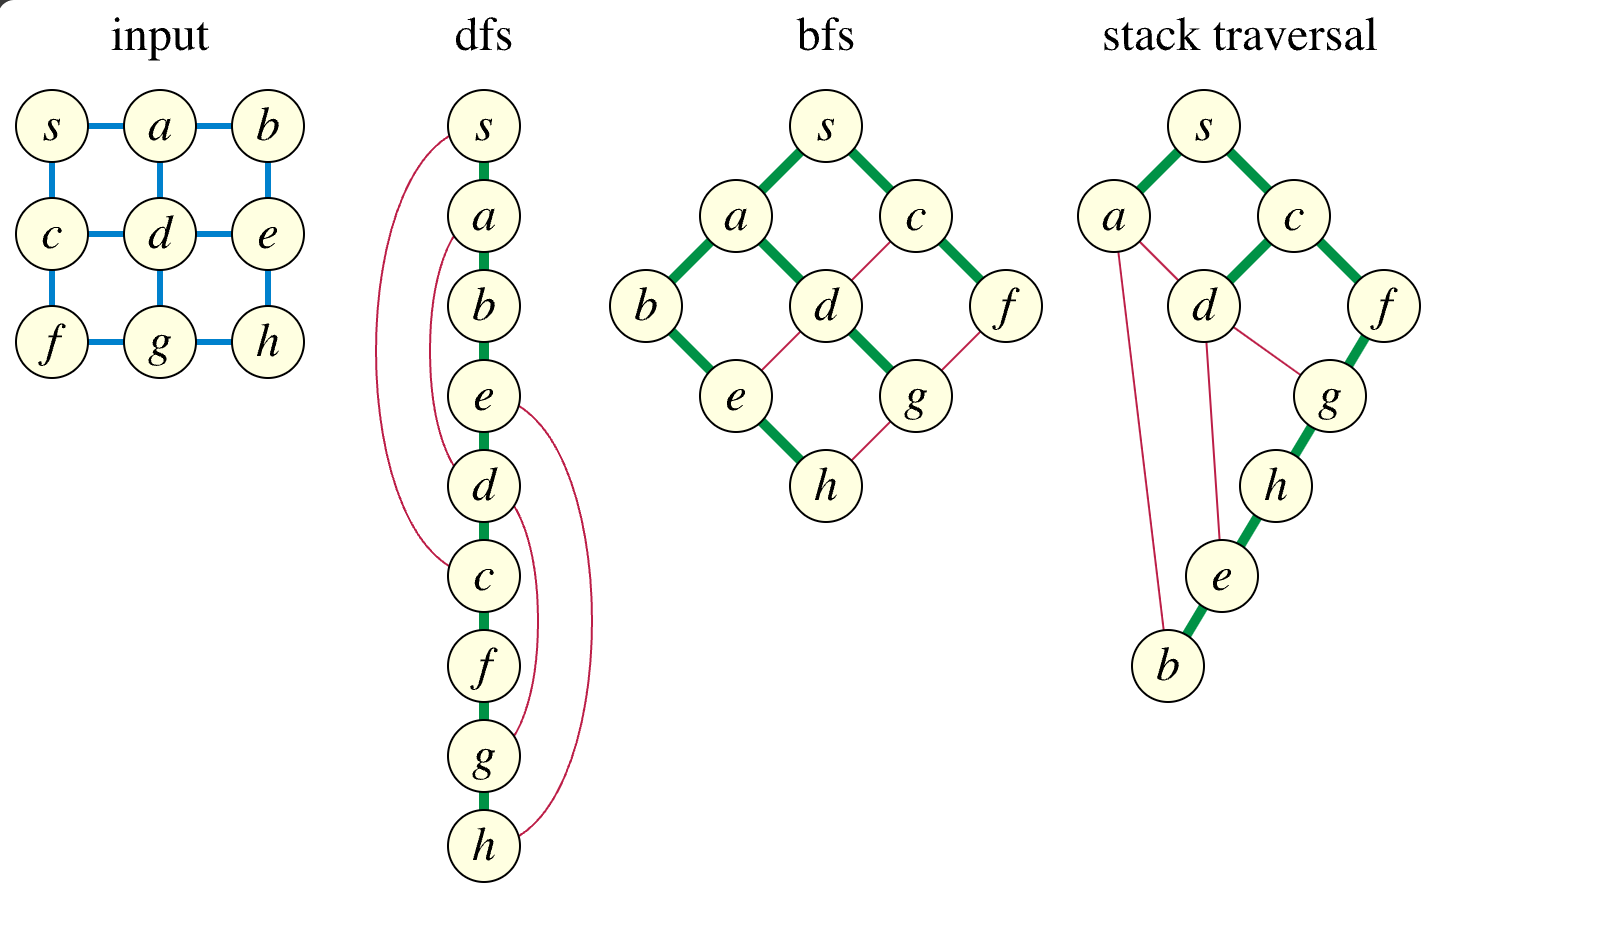 input
dfs
bfs
stack traversal
s a b
c d e
f g h
s
a
b
e
d
c
f
g
h
s
a c
b d f
e g
h
s
a c
d f
g
h
e
b